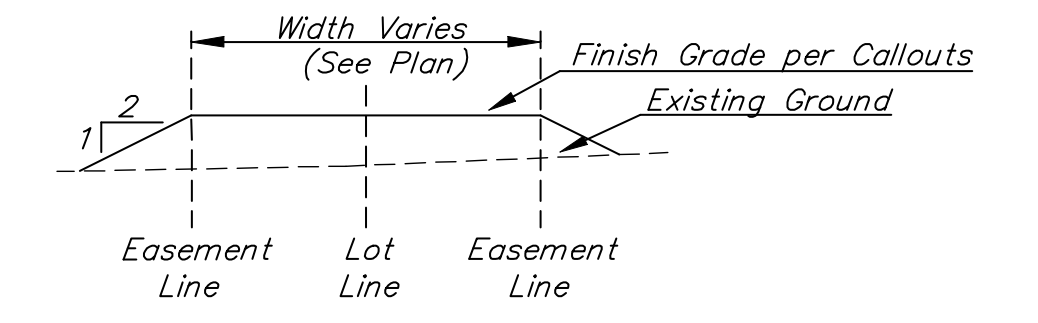 Width Varies
(See Plan)
Finish Grade per Callouts
Existing Ground
2
1
Easement
Line
Lot
Line
Easement
Line